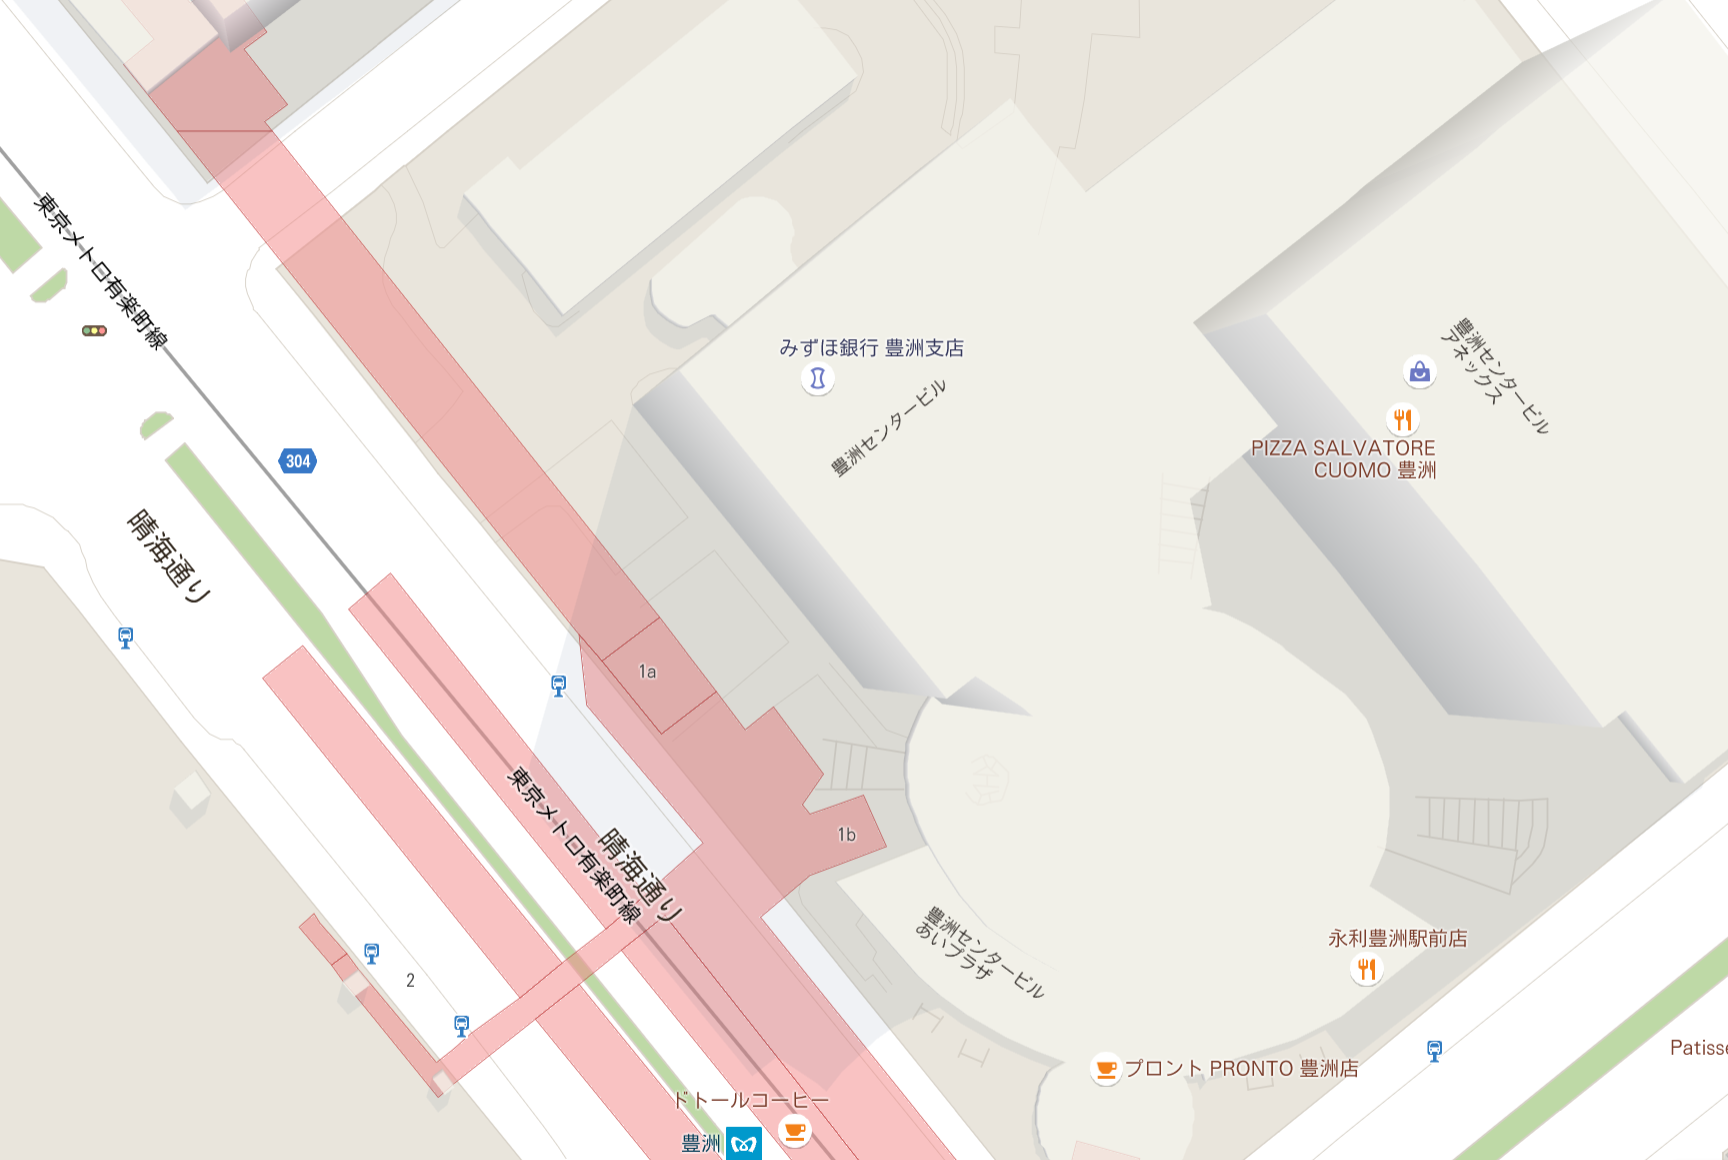 東京メトロ有楽町線
304
晴海通り
みずほ銀行 豊洲支店
豊洲センタービル
豊洲センタービル
アネックス
PIZZA SALVATORE
CUOMO 豊洲
1a
東京メトロ有楽町線
晴海通り
1b
豊洲センタービル
あいプラザ
永利豊洲駅前店
2
プロント PRONTO 豊洲店
ドトールコーヒー
豊洲